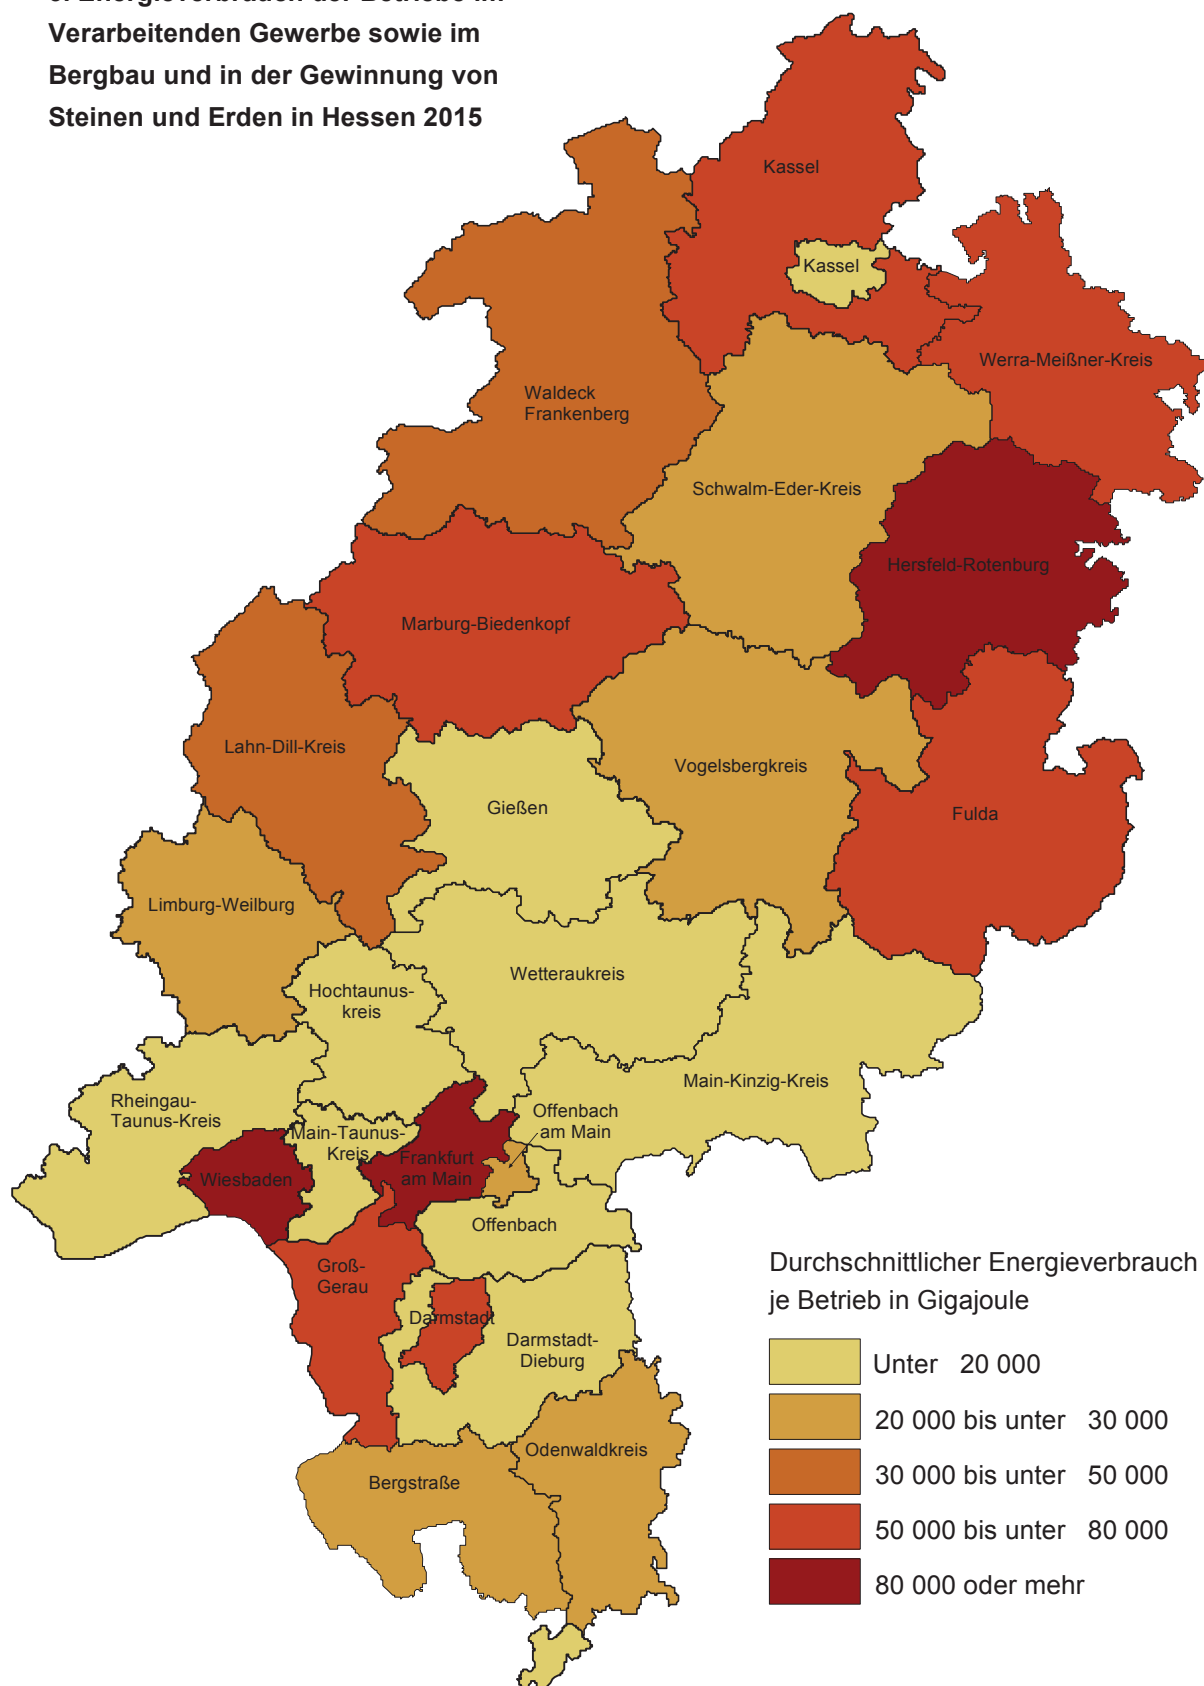 Verarbeitenden Gewerbe sowie im
Bergbau und in der Gewinnung von
Steinen und Erden in Hessen 2015
Kassel
Kassel
Werra-Meißner-Kreis
Waldeck
Frankenberg
Schwalm-Eder-Kreis
Hersfeld-Rotenburg
Marburg-Biedenkopf
Lahn-Dill-Kreis
Vogelsbergkreis
Gießen
Fulda
Limburg-Weilburg
Wetteraukreis
Hochtaunus-
kreis
Main-Kinzig-Kreis
Rheingau-
Taunus-Kreis
Offenbach
am Main
Main-Taunus-
Kreis
Frankfurt
am Main
Wiesbaden
Offenbach
Groß-
Gerau
Darmstadt
Darmstadt-
Dieburg
Odenwaldkreis
Bergstraße
Durchschnittlicher Energieverbrauch
je Betrieb in Gigajoule
Unter 20 000
20 000 bis unter 30 000
30 000 bis unter 50 000
50 000 bis unter 80 000
80 000 oder mehr